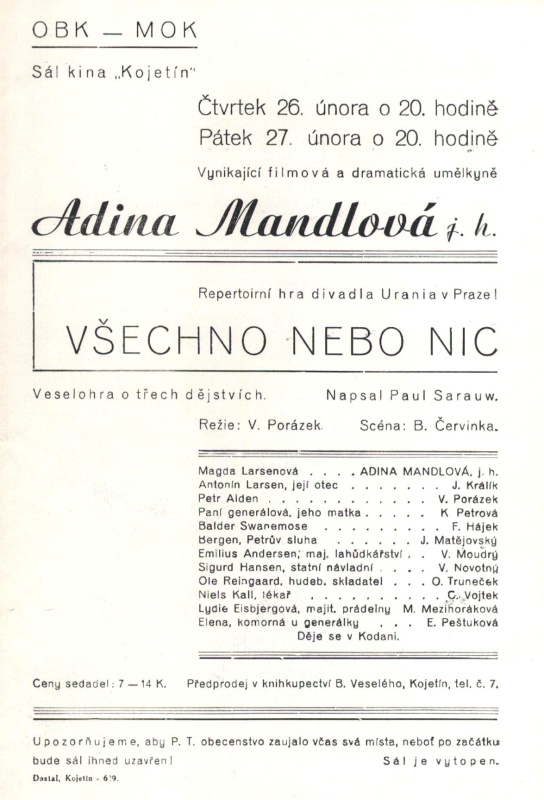 OBK — MOK
Sál kina „Kojetín"
Čtvrtek 26. února o 20. hodině
Pátek 27. února o 20. hodině
Vynikající filmová a dramatická umělkyně
Adina Mandlová j. h.
Repertoirní hra divadla Urania v Praze!
VŠECHNO NEBO NIC
Veselohra o třech dějstvích. Napsal Paul Sarauw.
Režie: V. Porázek. Scéna: B. Červinka.
Magda Larsenová . . . . ADINA MANDLOVÁ, j. h.
Antonín Larsen, její otec . . . . . . . J. Králík
Petr Alden . . . . . . . . . . . . V. Porázek
Paní generálová, jeho matka . . . . . K Petrová
Balder Swanemose . . . . . . . . . F. Hájek
Bergen, Petrův sluha . . . . . . J. Matějovský
Emilius Andersen, maj. lahůdkářství . . V. Moudrý
Sigurd Hansen, statní návladní . . . . V. Novotný
Ole Reingaard, hudeb. skladatel . . . O. Truneček
Niels Kall, lékař . . . . . . . . . . C. Vojtek
Lydie Eisbjergová, majit. prádelny M. Mezihoráková
Elena, komorná u generálky . . . E. Peštuková
Děje se v Kodani.
Ceny sedadel: 7 — 14 K. Předprodej v knihkupectví B. Veselého, Kojetín, tel. č. 7.
Upozorňujeme, aby P. T. obecenstvo zaujalo včas svá místa, neboť po začátku
bude sál ihned uzavřen! Sál je vytopen.
Dostal, Kojetín -